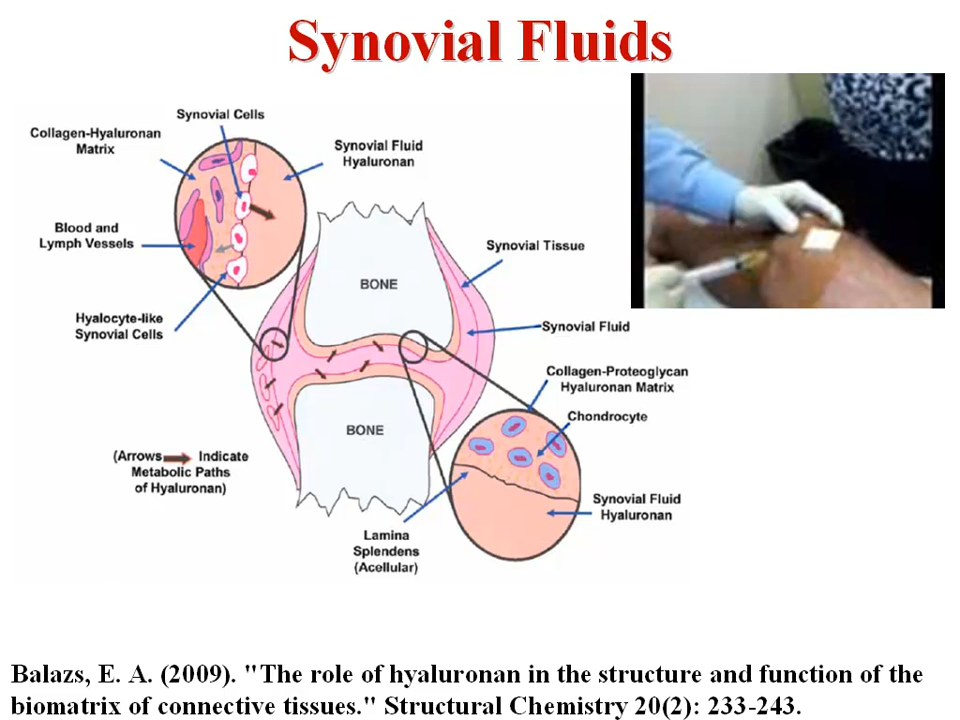 Synovial Fluids
Synovial Cells
Collagen-Hyaluronan
Matrix
Synovial Fluid
Hyaluronan
Blood and
Lymph Vessels
Synovial Tissue
BONE
Hyalocyte-like
Synovial Cells
Synovial Fluid
Collagen-Proteoglycan
Hyaluronan Matrix
Chondrocyte
BONE
(Arrows Indicate
Metabolic Paths
of Hyaluronan)
Synovial Fluid
Hyaluronan
Lamina
Splendens
(Acellular)
Balazs, E. A. (2009). "The role of hyaluronan in the structure and function of the
biomatrix of connective tissues." Structural Chemistry 20(2): 233-243.